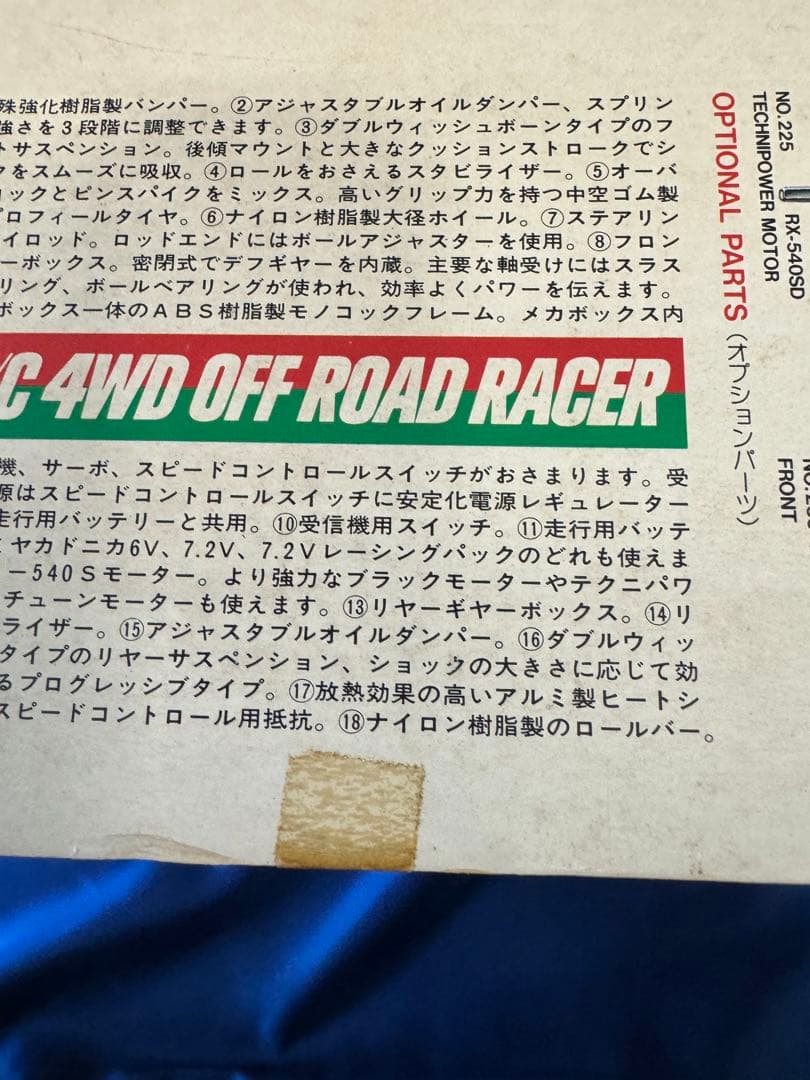 殊強化樹脂製バンパー。②アジャスタブルオイルダンパー、スプリン
強さを3段階に調整できます。③ダブルウィッシュボーンタイプのフ
トサスペンション。後傾マウントと大きなクッションストロークでシ
クをスムーズに吸収。④ロールをおさえるスタビライザー。⑤オーバ
ロックとピンスパイクをミックス。高いグリップ力を持つ中空ゴム製
プロフィールタイヤ。⑥ナイロン樹脂製大径ホイール。⑦ステアリン
イロッド。ロッドエンドにはボールアジャスターを使用。⑧フロン
ーボックス。密閉式でデフギヤーを内蔵。主要な軸受けにはスラス
リング、ボールベアリングが使われ、効率よくパワーを伝えます。
ボックス一体のABS樹脂製モノコックフレーム。メカボックス内
/C 4WD OFF ROAD RACER
機、サーボ、スピードコントロールスイッチがおさまります。受
原はスピードコントロールスイッチに安定化電源レギュレーター
走行用バッテリーと共用。⑩受信機用スイッチ。⑪走行用バッテ
ミヤカドニカ6V、7.2V、7.2Vレーシングパックのどれも使えま
ー540Sモーター。より強力なブラックモーターやテクニパワ
チューンモーターも使えます。⑬リヤーギヤーボックス。⑭リ
ライザー。⑮アジャスタブルオイルダンパー。⑯ダブルウィッ
タイプのリヤーサスペンション、ショックの大きさに応じて効
るプログレッシブタイプ。⑰放熱効果の高いアルミ製ヒートシ
スピードコントロール用抵抗。⑱ナイロン樹脂製のロールバー。
OPTIONAL PARTS (オプションパーツ)
NO.225
TECHNIPOWER MOTOR
RX-540SD
FRONT